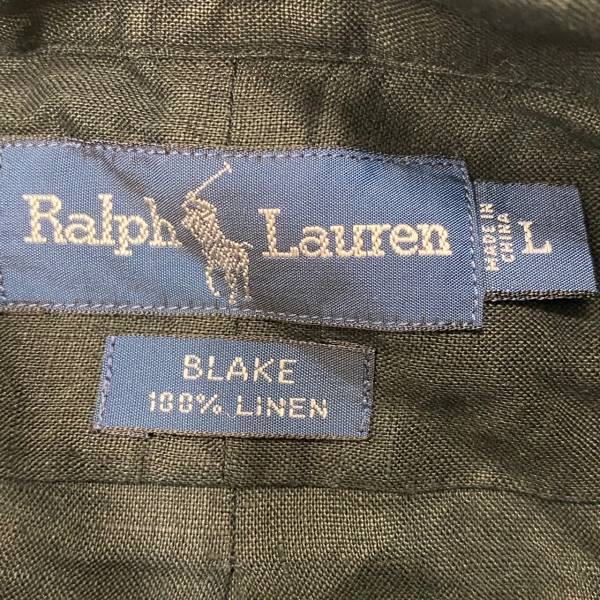 Ralph Lauren
MADE IN
CHINA
L
BLAKE
100% LINEN